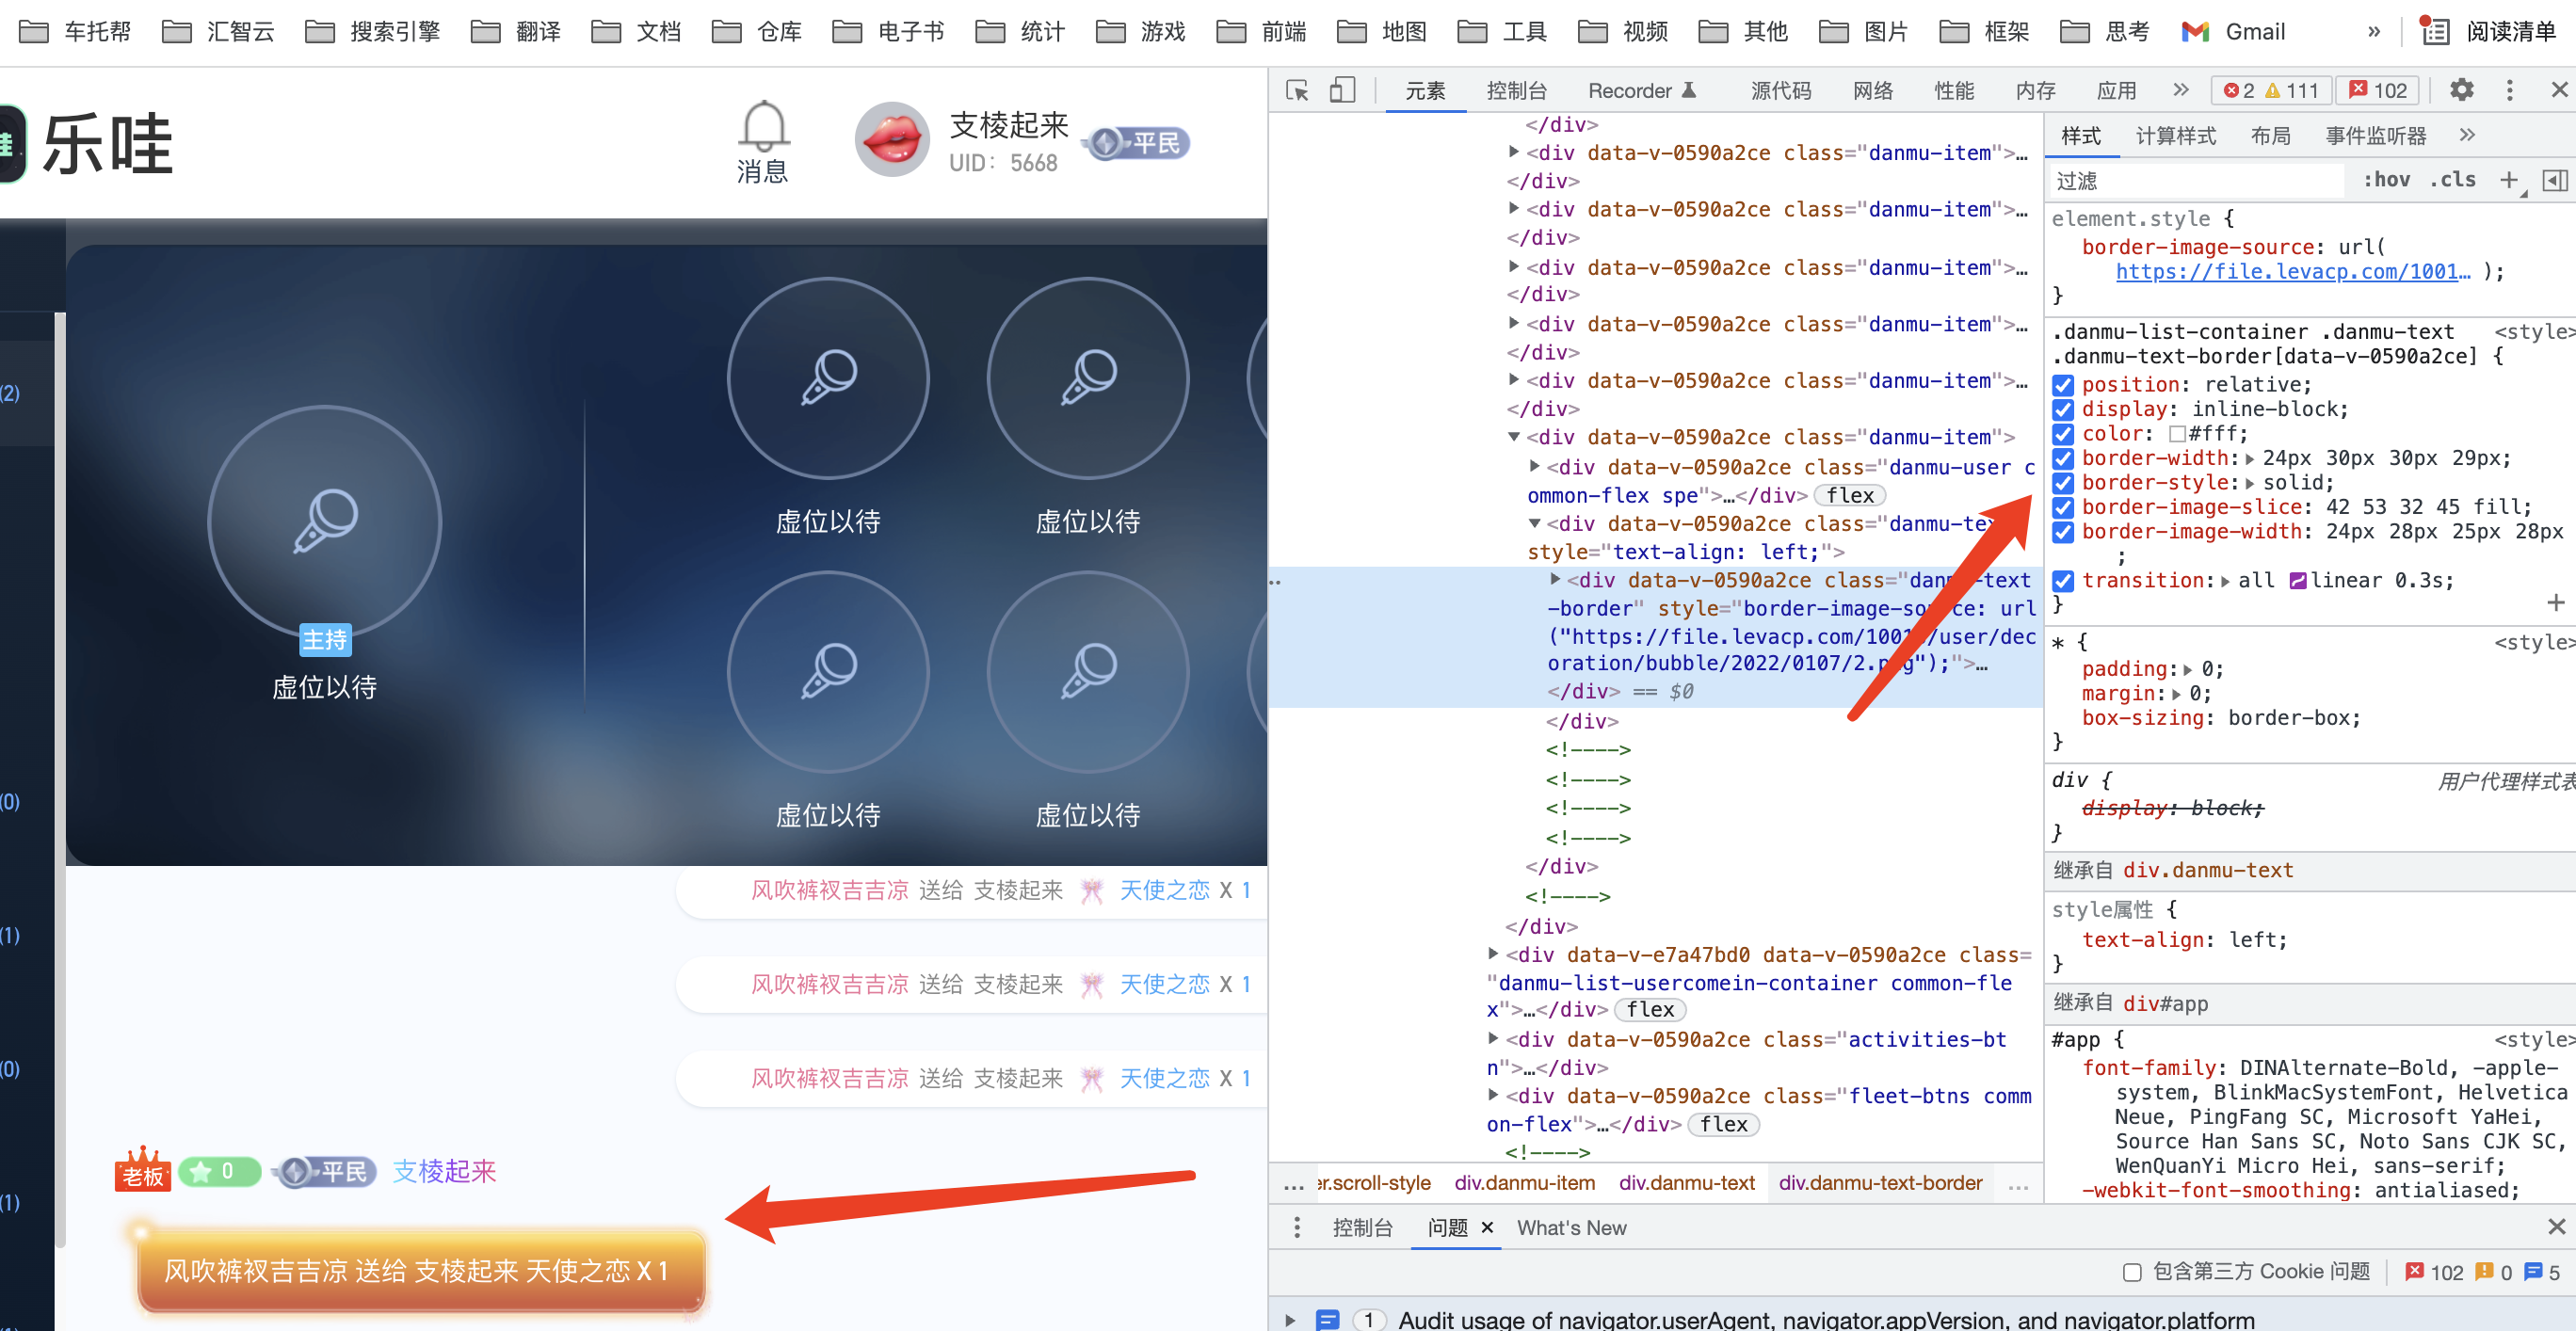 车托帮 汇智云 搜索引擎 翻译 文档 仓库 电子书 统计 游戏 前端 地图 工具 视频 其他 图片 框架 思考 Gmail » 阅读清单
乐哇
消息
支棱起来
UID: 5668
平民
(2)
(0)
(1)
(0)
(1)
虚位以待 虚位以待
主持
虚位以待
虚位以待 虚位以待
风吹裤衩吉吉凉 送给 支棱起来 天使之恋 X 1
风吹裤衩吉吉凉 送给 支棱起来 天使之恋 X 1
风吹裤衩吉吉凉 送给 支棱起来 天使之恋 X 1
老板 0 平民 支棱起来
风吹裤衩吉吉凉 送给 支棱起来 天使之恋 X 1
元素 控制台 Recorder 源代码 网络 性能 内存 应用 » 2 111 102
</div>
<div data-v-0590a2ce class="danmu-item">…
</div>
<div data-v-0590a2ce class="danmu-item">…
</div>
<div data-v-0590a2ce class="danmu-item">…
</div>
<div data-v-0590a2ce class="danmu-item">…
</div>
<div data-v-0590a2ce class="danmu-item">…
</div>
<div data-v-0590a2ce class="danmu-item">
<div data-v-0590a2ce class="danmu-user c
ommon-flex spe">…</div> flex
<div data-v-0590a2ce class="danmu-te
style="text-align: left;">
<div data-v-0590a2ce class="dan text
-border" style="border-image-so ce: url
("https://file.levacp.com/1001 /user/dec
oration/bubble/2022/0107/2.p g");">…
</div> == $0
</div>
<!---->
<!---->
<!---->
<!---->
</div>
<!---->
</div>
<div data-v-e7a47bd0 data-v-0590a2ce class=
"danmu-list-usercomein-container common-fle
x">…</div> flex
<div data-v-0590a2ce class="activities-bt
n">…</div>
<div data-v-0590a2ce class="fleet-btns comm
on-flex">…</div> flex
<!---->
… er.scroll-style div.danmu-item div.danmu-text div.danmu-text-border …
样式 计算样式 布局 事件监听器 »
过滤 :hov .cls +
element.style {
border-image-source: url(
https://file.levacp.com/1001… );
}
.danmu-list-container .danmu-text <style>
.danmu-text-border[data-v-0590a2ce] {
position: relative;
display: inline-block;
color: #fff;
border-width: 24px 30px 30px 29px;
border-style: solid;
border-image-slice: 42 53 32 45 fill;
border-image-width: 24px 28px 25px 28px
;
transition: all linear 0.3s;
}
* { <style>
padding: 0;
margin: 0;
box-sizing: border-box;
}
div { 用户代理样式表
display: block;
}
继承自 div.danmu-text
style属性 {
text-align: left;
}
继承自 div#app
#app { <style>
font-family: DINAlternate-Bold, -apple-
system, BlinkMacSystemFont, Helvetica
Neue, PingFang SC, Microsoft YaHei,
Source Han Sans SC, Noto Sans CJK SC,
WenQuanYi Micro Hei, sans-serif;
-webkit-font-smoothing: antialiased;
控制台 问题 × What's New
包含第三方 Cookie 问题 102 0 5
1 Audit usage of navigator.userAgent, navigator.appVersion, and navigator.platform